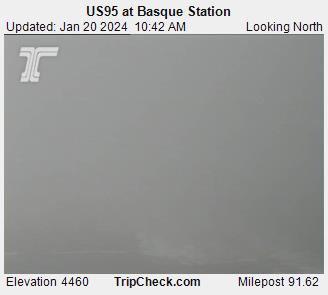 US95 at Basque Station
Updated: Jan 20 2024 10:42 AM Looking North
Elevation 4460 TripCheck.com Milepost 91.62